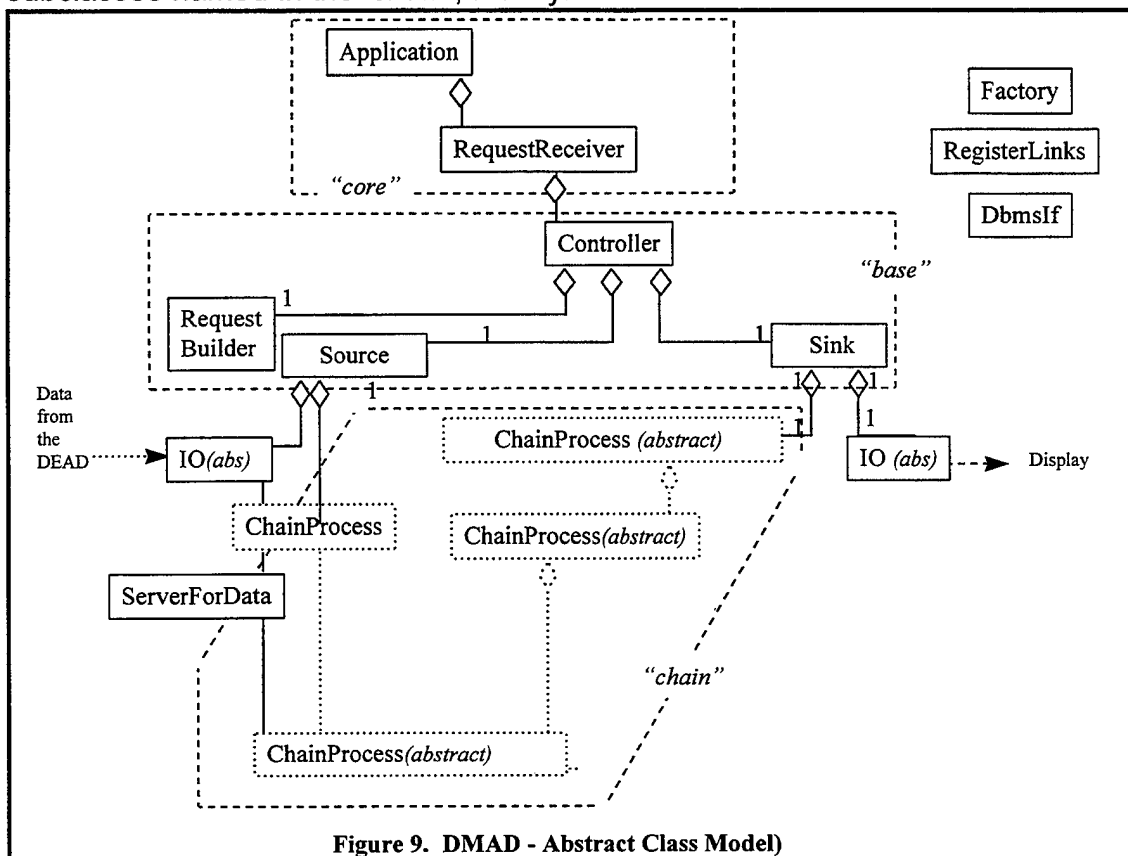 Application
Factory
RequestReceiver
RegisterLinks
"core"
DbmsIf
Controller
"base"
1
Request
Builder
1
Source
1
Sink
1
1
1
Data
from
the
DEAD
IO(abs)
ChainProcess (abstract)
1
1
IO (abs)
Display
ChainProcess
ChainProcess(abstract)
ServerForData
"chain"
ChainProcess(abstract)
Figure 9. DMAD - Abstract Class Model)